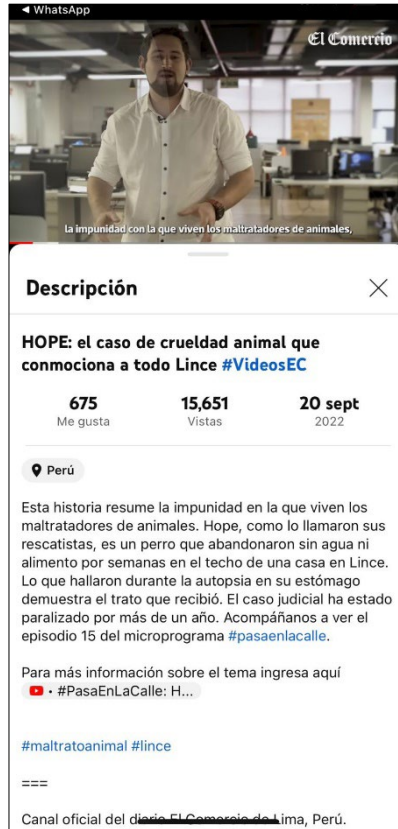 ◀ WhatsApp
El Comercio
la impunidad con la que viven los maltratadores de animales,
Descripción
HOPE: el caso de crueldad animal que
conmociona a todo Lince #VideosEC
675 15,651 20 sept
Me gusta Vistas 2022
Perú
Esta historia resume la impunidad en la que viven los
maltratadores de animales. Hope, como lo llamaron sus
rescatistas, es un perro que abandonaron sin agua ni
alimento por semanas en el techo de una casa en Lince.
Lo que hallaron durante la autopsia en su estómago
demuestra el trato que recibió. El caso judicial ha estado
paralizado por más de un año. Acompáñanos a ver el
episodio 15 del microprograma #pasaenlacalle.
Para más información sobre el tema ingresa aquí
• #PasaEnLaCalle: H...
#maltratoanimal #lince
===
Canal oficial del diario El Comercio de Lima, Perú.